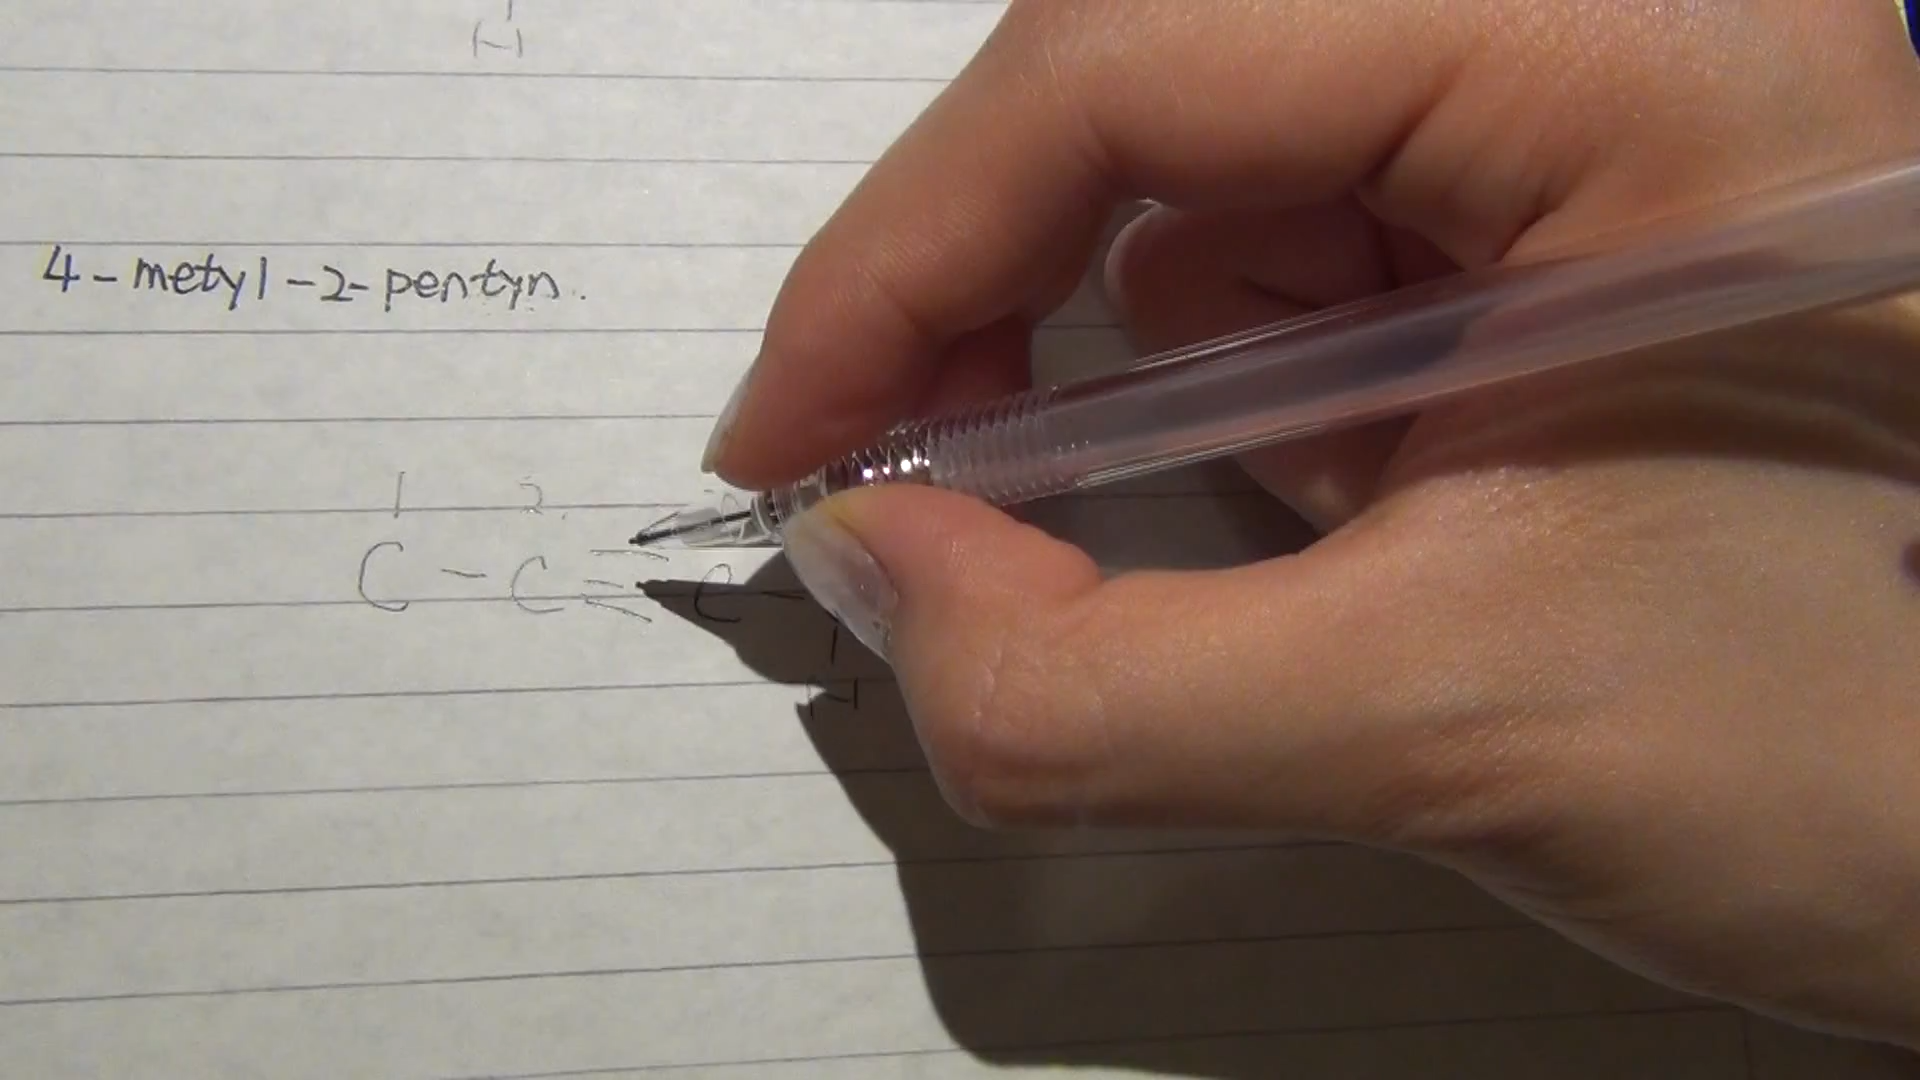 H
4-metyl-2-pentyn.
1 2
C - C ≡ C -
H